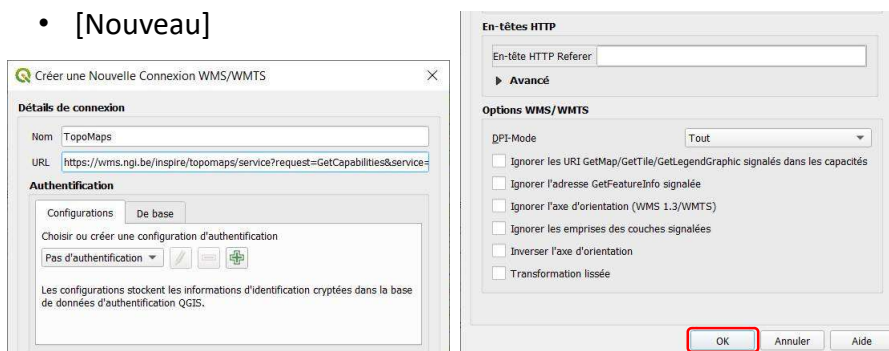 • [Nouveau]
Créer une Nouvelle Connexion WMS/WMTS
Détails de connexion
Nom TopoMaps
URL https://wms.ngi.be/inspire/topomaps/service?request=GetCapabilities&service=
Authentification
Configurations De base
Choisir ou créer une configuration d'authentification
Pas d'authentification
Les configurations stockent les informations d'identification cryptées dans la base
de données d'authentification QGIS.
En-têtes HTTP
En-tête HTTP Referer
Avancé
Options WMS/WMTS
DPI-Mode Tout
Ignorer les URI GetMap/GetTile/GetLegendGraphic signalés dans les capacités
Ignorer l'adresse GetFeatureInfo signalée
Ignorer l'axe d'orientation (WMS 1.3/WMTS)
Ignorer les emprises des couches signalées
Inverser l'axe d'orientation
Transformation lissée
OK Annuler Aide